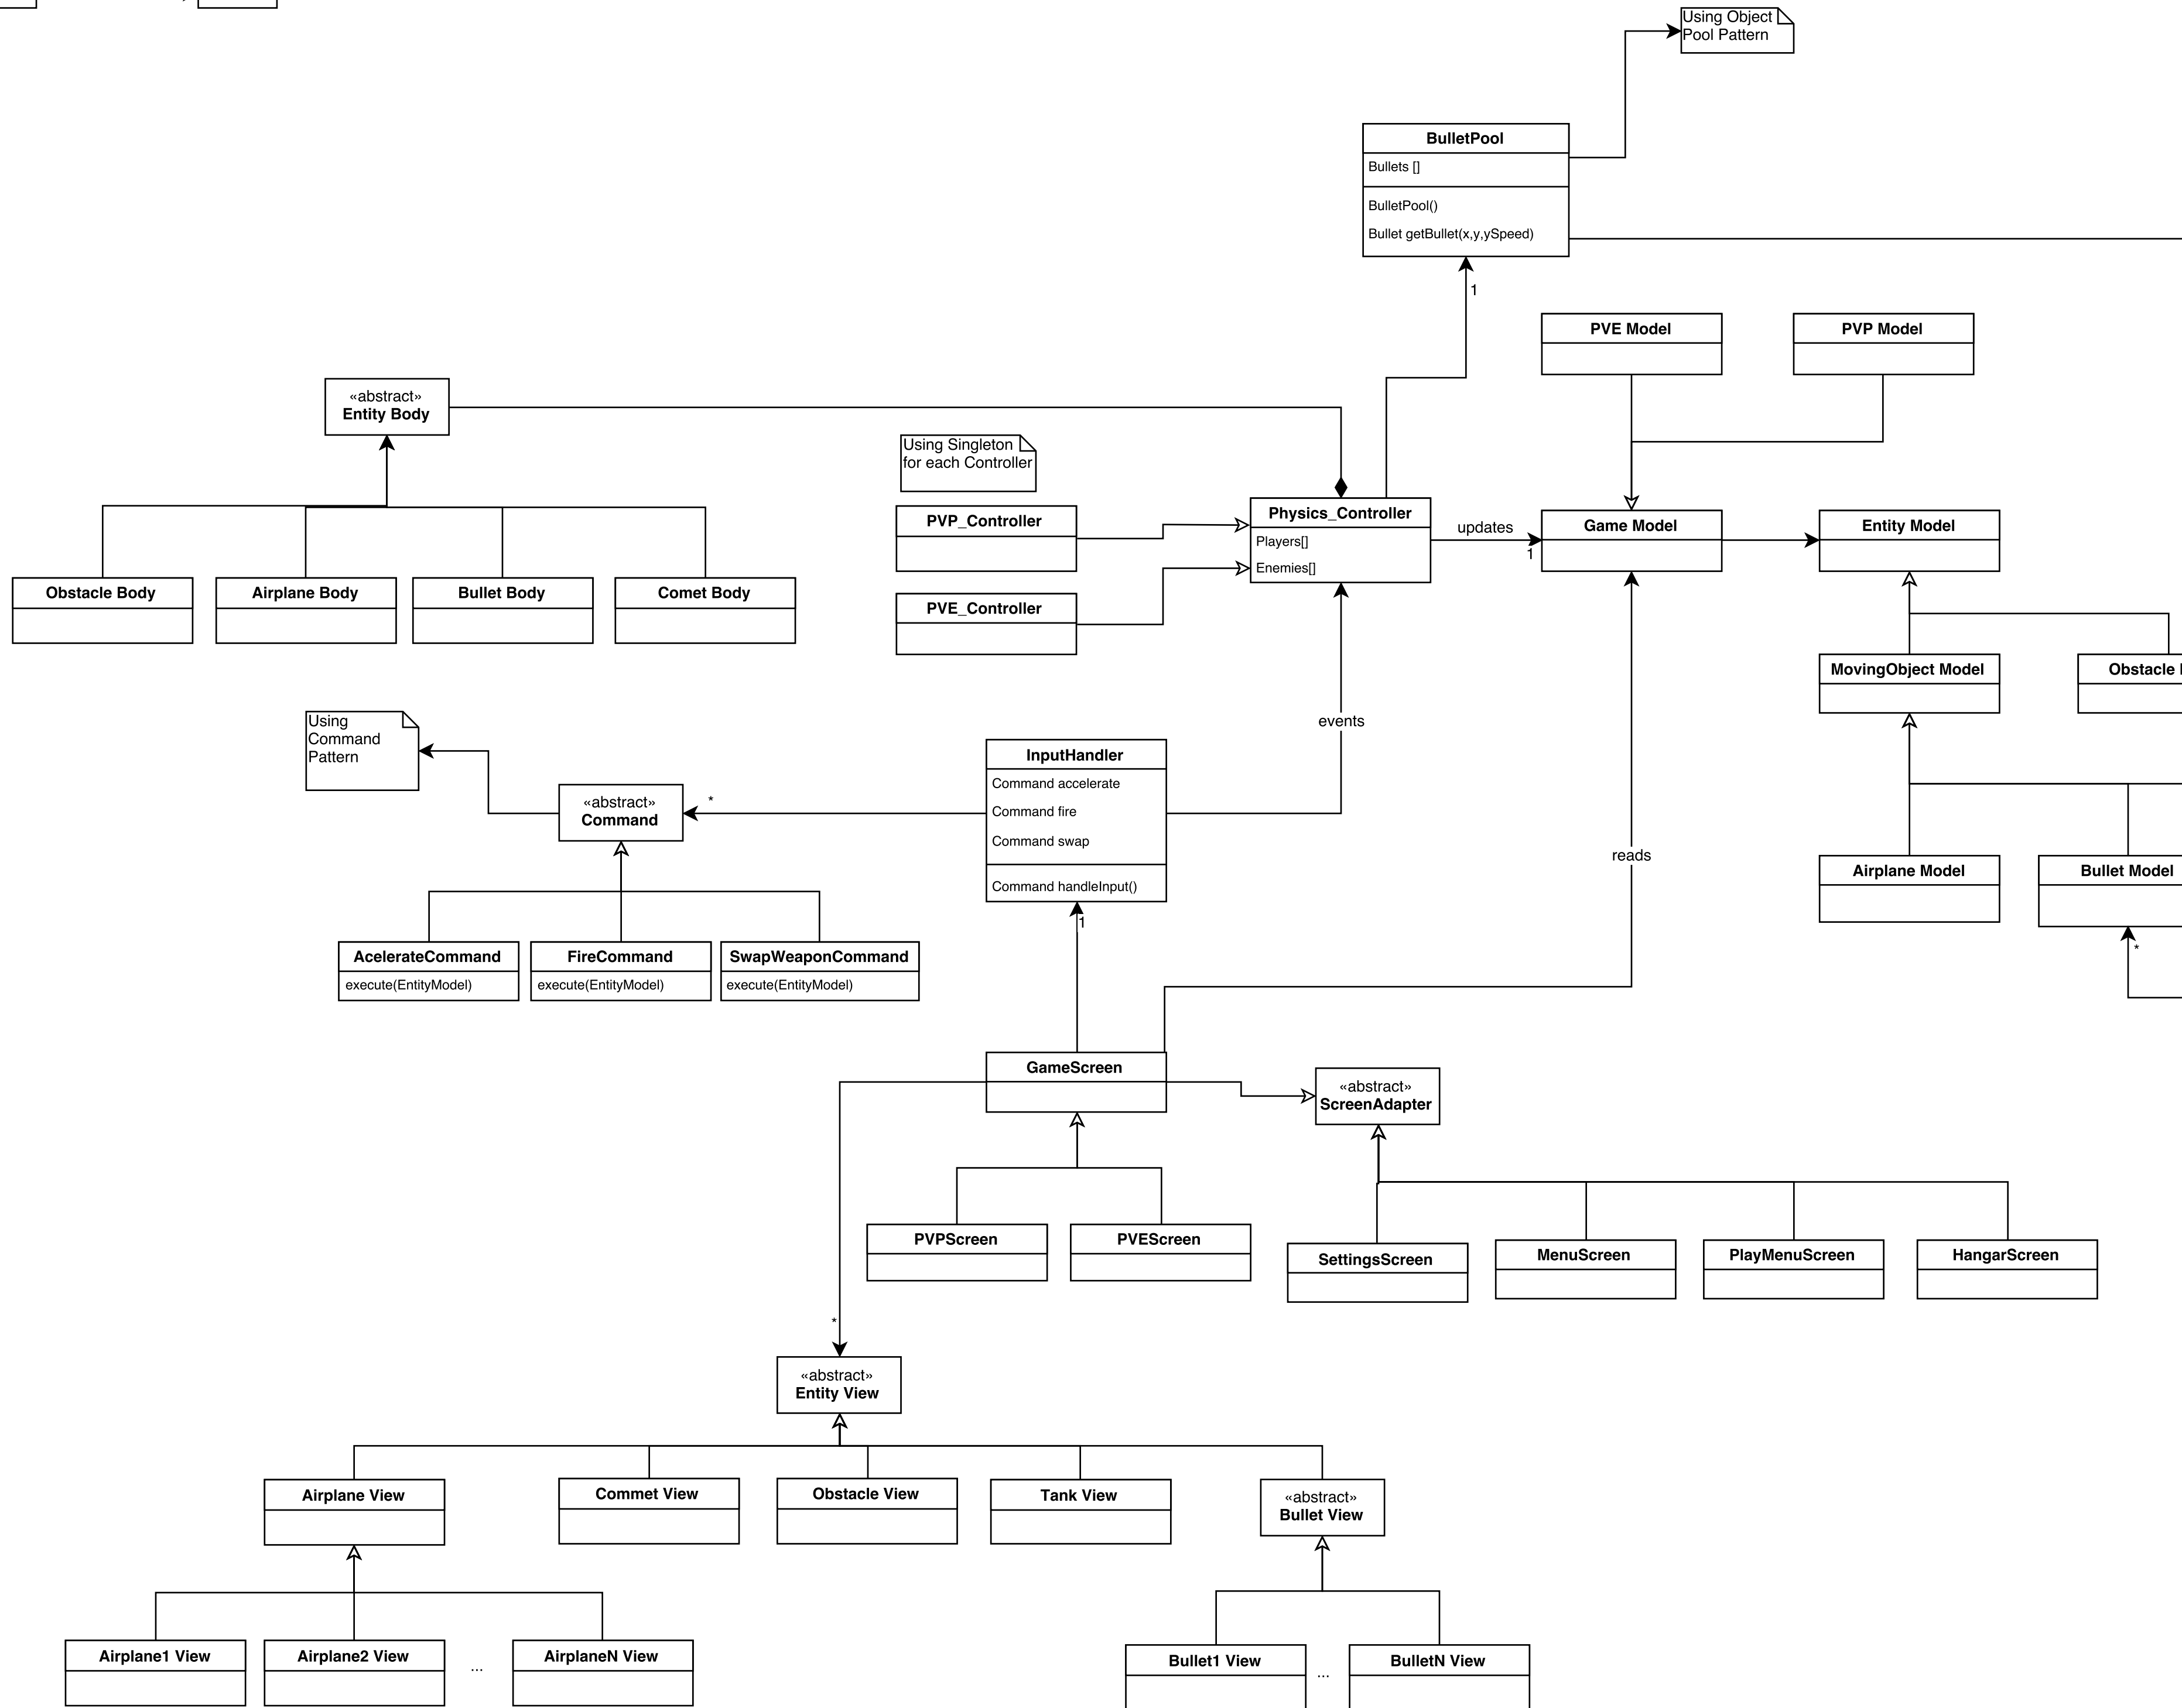 Using Object
Pool Pattern
BulletPool
Bullets []
BulletPool()
Bullet getBullet(x,y,ySpeed)
1
PVE Model
PVP Model
«abstract»
Entity Body
Using Singleton
for each Controller
PVP_Controller
Physics_Controller
Players[]
Enemies[]
updates
1
Game Model
Entity Model
Obstacle Body
Airplane Body
Bullet Body
Comet Body
PVE_Controller
MovingObject Model
Obstacle
Using
Command
Pattern
events
InputHandler
Command accelerate
Command fire
Command swap
Command handleInput()
«abstract»
Command
*
reads
Airplane Model
Bullet Model
*
1
AcelerateCommand
execute(EntityModel)
FireCommand
execute(EntityModel)
SwapWeaponCommand
execute(EntityModel)
GameScreen
«abstract»
ScreenAdapter
PVPScreen
PVEScreen
SettingsScreen
MenuScreen
PlayMenuScreen
HangarScreen
*
«abstract»
Entity View
Airplane View
Commet View
Obstacle View
Tank View
«abstract»
Bullet View
Airplane1 View
Airplane2 View
...
AirplaneN View
Bullet1 View
...
BulletN View